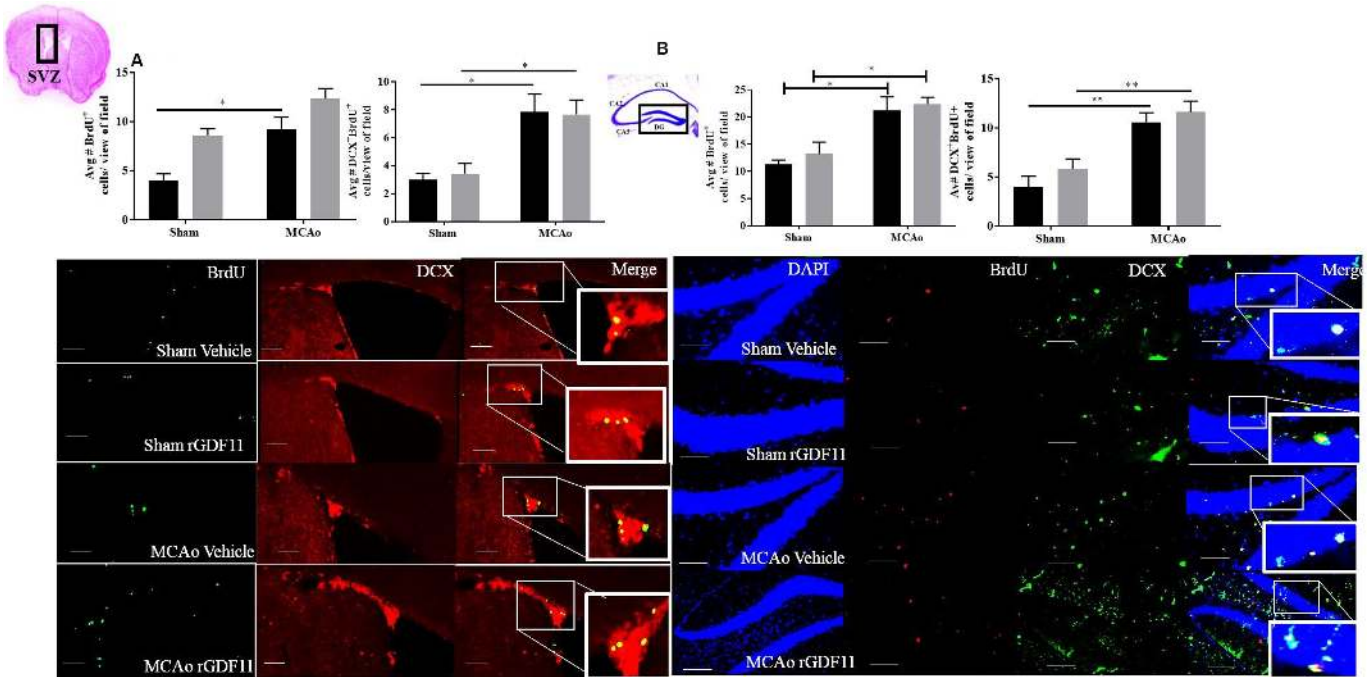 SVZ
A
Avg # BrdU+
cells/ view of field
15
10
5
0
Sham
MCAo
*
Avg # DCX+BrdU+
cells/view of field
10
8
6
4
2
0
Sham
MCAo
*
*
B
CA1
CA2
CA3
DG
Avg # BrdU+
cells/ view of field
25
20
15
10
5
0
Sham
MCAo
*
*
Av# DCX+BrdU+
cells/ view of field
15
10
5
0
Sham
MCAo
**
**
BrdU
DCX
Merge
Sham Vehicle
Sham rGDF11
MCAo Vehicle
MCAo rGDF11
DAPI
BrdU
DCX
Merge
Sham Vehicle
Sham rGDF11
MCAo Vehicle
MCAo rGDF11